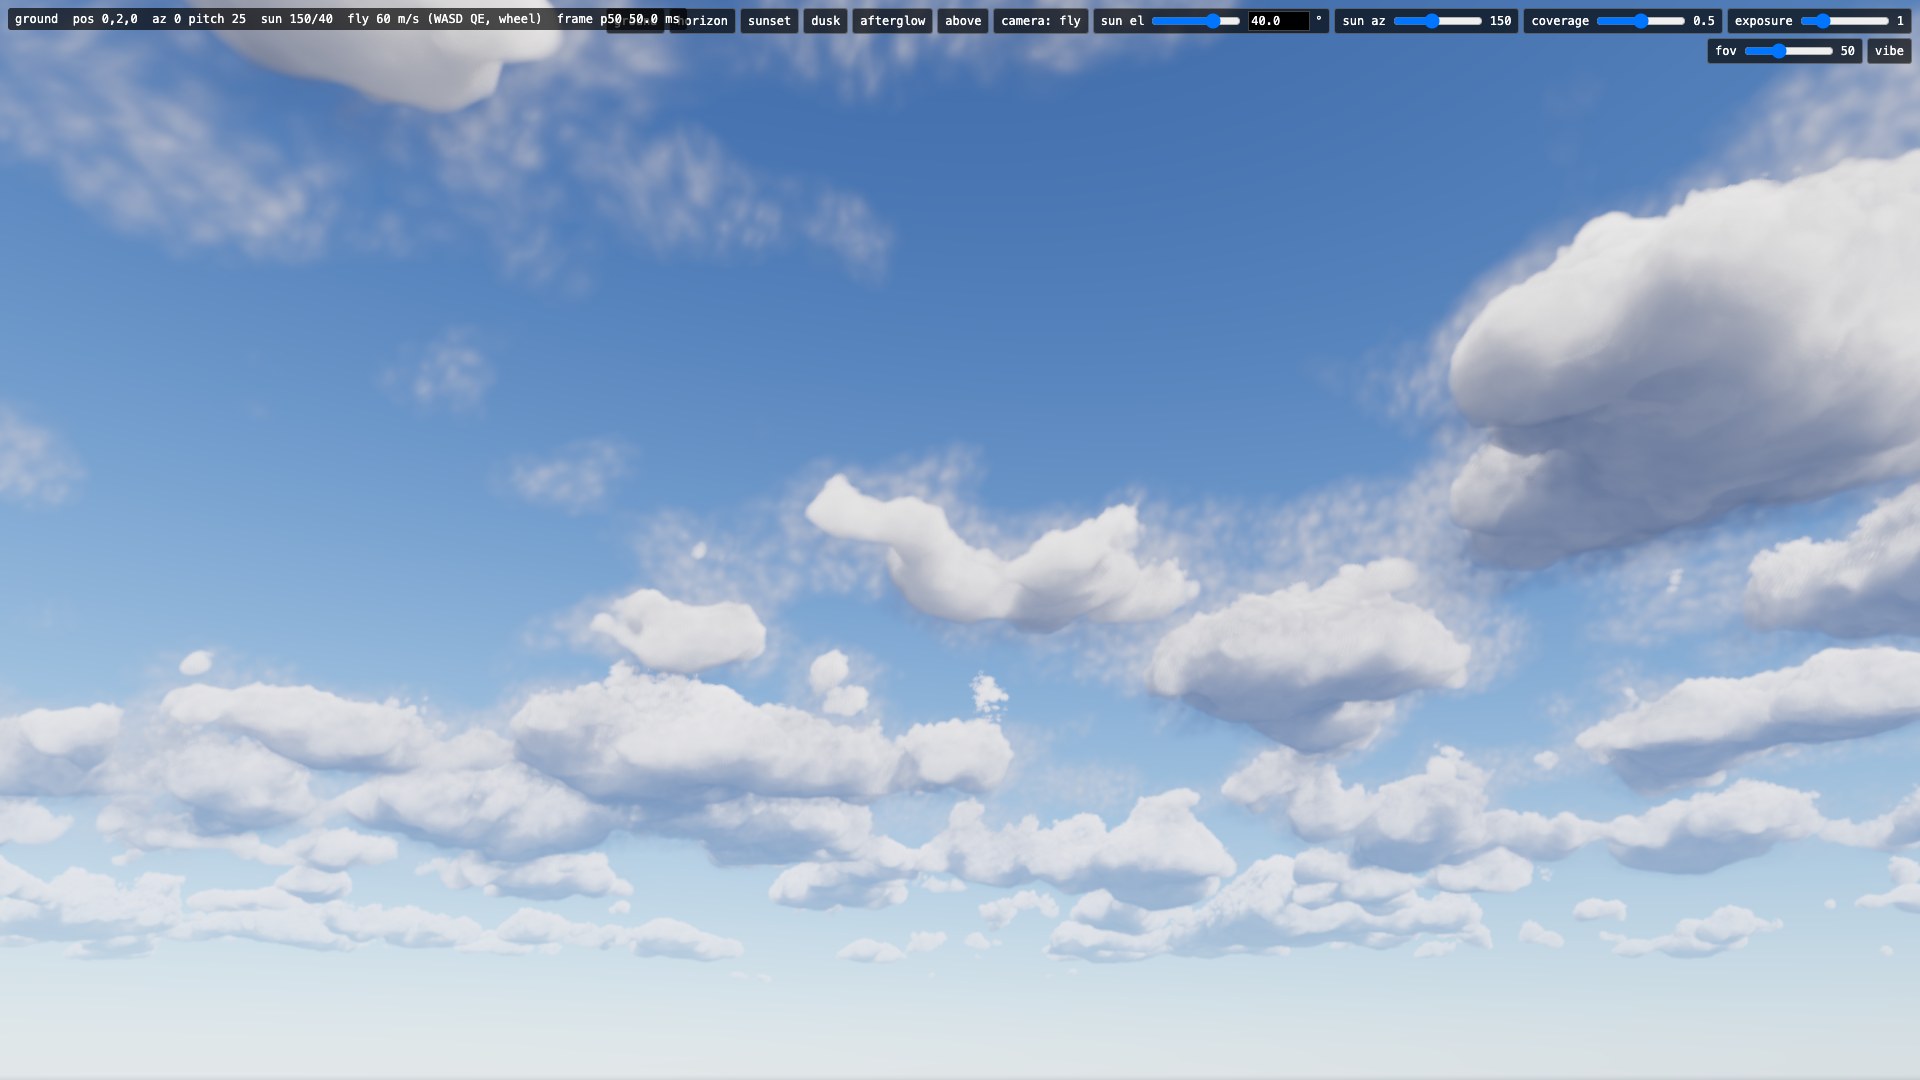 ground pos 0,2,0 az 0 pitch 25 sun 150/40 fly 60 m/s (WASD QE, wheel) frame p50 50.0 ms horizon sunset dusk afterglow above camera: fly sun el 40.0 ° sun az 150 coverage 0.5 exposure 1
fov 50 vibe